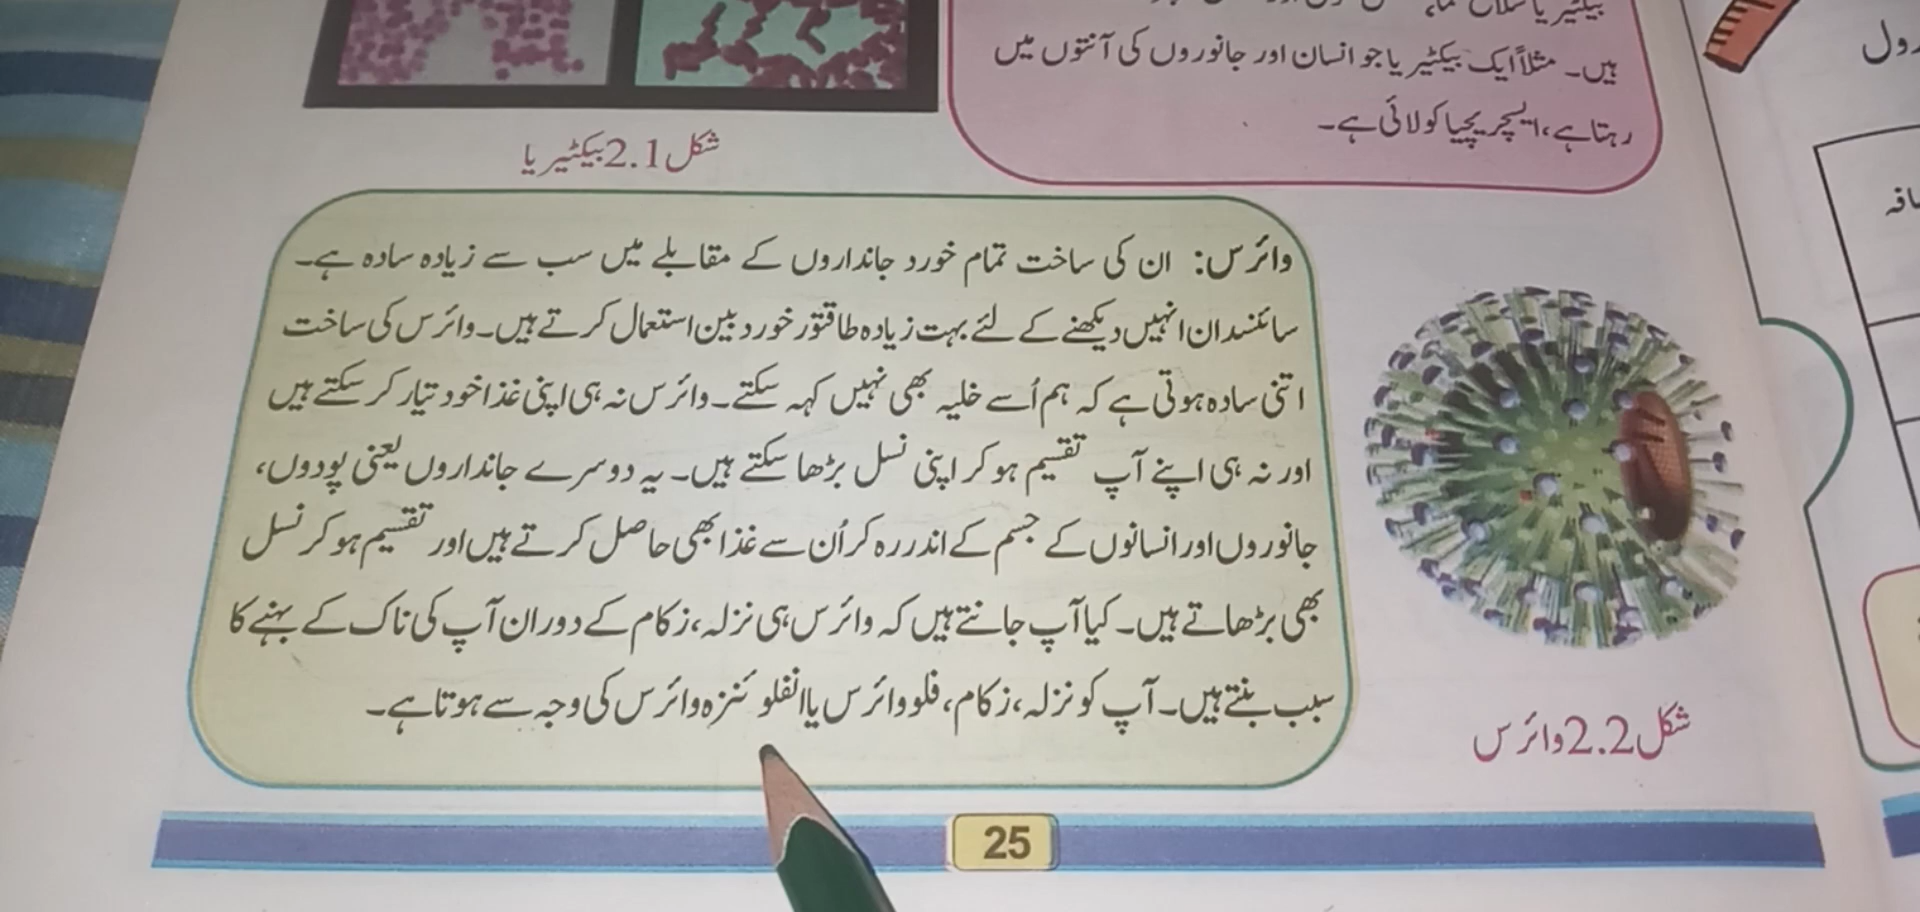 ہیں۔ مثلاً ایک بیکٹیریا جو انسان اور جانوروں کی آنتوں میں
رہتا ہے، ایسچریچیا کولائی ہے۔
شکل 2.1 بیکٹیریا
وائرس: ان کی ساخت تمام خورد جانداروں کے مقابلے میں سب سے زیادہ سادہ ہے۔
سائنسدان انہیں دیکھنے کے لئے بہت زیادہ طاقتور خوردبین استعمال کرتے ہیں۔ وائرس کی ساخت
اتنی سادہ ہوتی ہے کہ ہم اُسے خلیہ بھی نہیں کہہ سکتے۔ وائرس نہ ہی اپنی غذا خود تیار کر سکتے ہیں
اور نہ ہی اپنے آپ تقسیم ہو کر اپنی نسل بڑھا سکتے ہیں۔ یہ دوسرے جانداروں یعنی پودوں،
جانوروں اور انسانوں کے جسم کے اندر رہ کر اُن سے غذا بھی حاصل کرتے ہیں اور تقسیم ہو کر نسل
بھی بڑھاتے ہیں۔ کیا آپ جانتے ہیں کہ وائرس ہی نزلہ، زکام کے دوران آپ کی ناک کے بہنے کا
سبب بنتے ہیں۔ آپ کو نزلہ، زکام، فلو وائرس یا انفلوئنزہ وائرس کی وجہ سے ہوتا ہے۔
شکل 2.2 وائرس
25